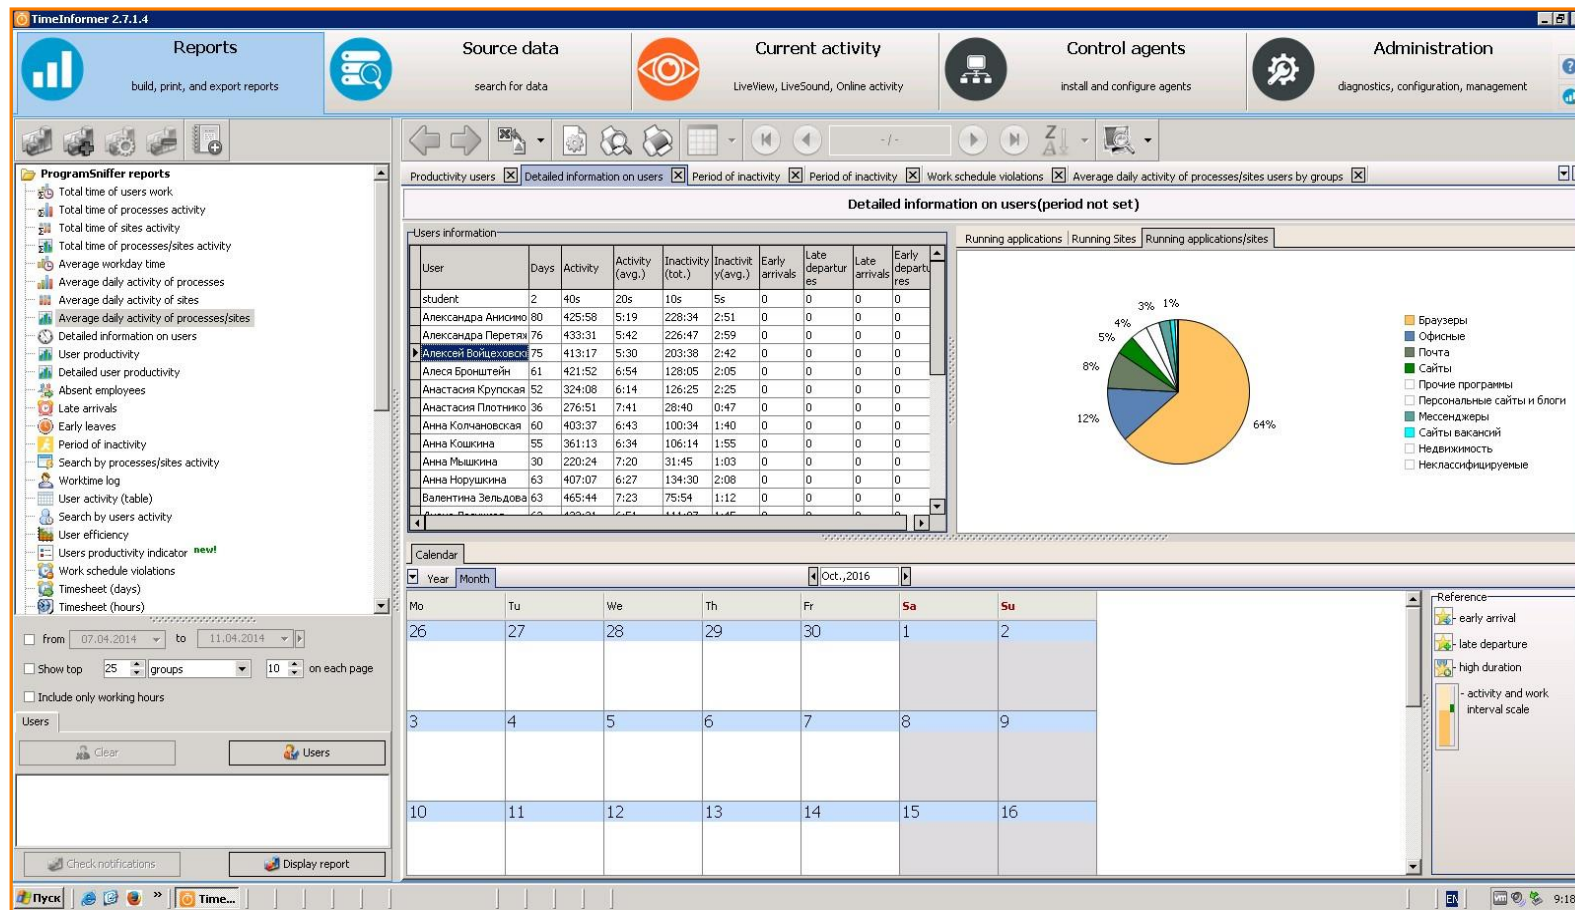 TimeInformer 2.7.1.4
Reports
build, print, and export reports
Source data
search for data
Current activity
LiveView, LiveSound, Online activity
Control agents
install and configure agents
Administration
diagnostics, configuration, management
ProgramSniffer reports
Total time of users work
Total time of processes activity
Total time of sites activity
Total time of processes/sites activity
Average workday time
Average daily activity of processes
Average daily activity of sites
Average daily activity of processes/sites
Detailed information on users
User productivity
Detailed user productivity
Absent employees
Late arrivals
Early leaves
Period of inactivity
Search by processes/sites activity
Worktime log
User activity (table)
Search by users activity
User efficiency
Users productivity indicator new!
Work schedule violations
Timesheet (days)
Timesheet (hours)
from 07.04.2014 to 11.04.2014
Show top 25 groups 10 on each page
Include only working hours
Users
Clear Users
Check notifications Display report
- / -
Productivity users Detailed information on users Period of inactivity Period of inactivity Work schedule violations Average daily activity of processes/sites users by groups
Detailed information on users(period not set)
Users information
User Days Activity Activity (avg.) Inactivity (tot.) Inactivit y(avg.) Early arrivals Late departur es Late arrivals Early departu res
student 2 40s 20s 10s 5s 0 0 0 0
Александра Анисимо 80 425:58 5:19 228:34 2:51 0 0 0 0
Александра Перетяж 76 433:31 5:42 226:47 2:59 0 0 0 0
Алексей Войцеховски 75 413:17 5:30 203:38 2:42 0 0 0 0
Алеся Бронштейн 61 421:52 6:54 128:05 2:05 0 0 0 0
Анастасия Крупская 52 324:08 6:14 126:25 2:25 0 0 0 0
Анастасия Плотнико 36 276:51 7:41 28:40 0:47 0 0 0 0
Анна Колчановская 60 403:37 6:43 100:34 1:40 0 0 0 0
Анна Кошкина 55 361:13 6:34 106:14 1:55 0 0 0 0
Анна Мышкина 30 220:24 7:20 31:45 1:03 0 0 0 0
Анна Норушкина 63 407:07 6:27 134:30 2:08 0 0 0 0
Валентина Зельдова 63 465:44 7:23 75:54 1:12 0 0 0 0
Running applications Running Sites Running applications/sites
3% 1%
4%
5%
8%
12%
64%
Браузеры
Офисные
Почта
Сайты
Прочие программы
Персональные сайты и блоги
Мессенджеры
Сайты вакансий
Недвижимость
Неклассифицируемые
Calendar
Year Month
Oct.,2016
Mo Tu We Th Fr Sa Su
26 27 28 29 30 1 2
3 4 5 6 7 8 9
10 11 12 13 14 15 16
Reference
- early arrival
- late departure
- high duration
- activity and work
interval scale
Пуск
»
Time...
EN
9:18